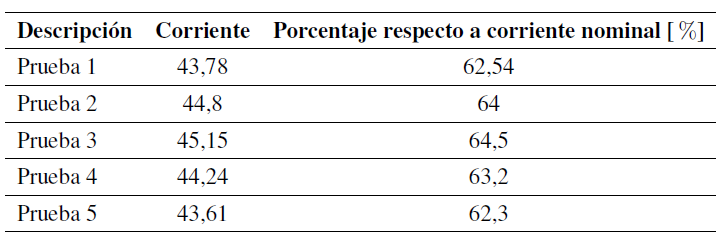 Descripción Corriente Porcentaje respecto a corriente nominal [%]
Prueba 1 43,78 62,54
Prueba 2 44,8 64
Prueba 3 45,15 64,5
Prueba 4 44,24 63,2
Prueba 5 43,61 62,3